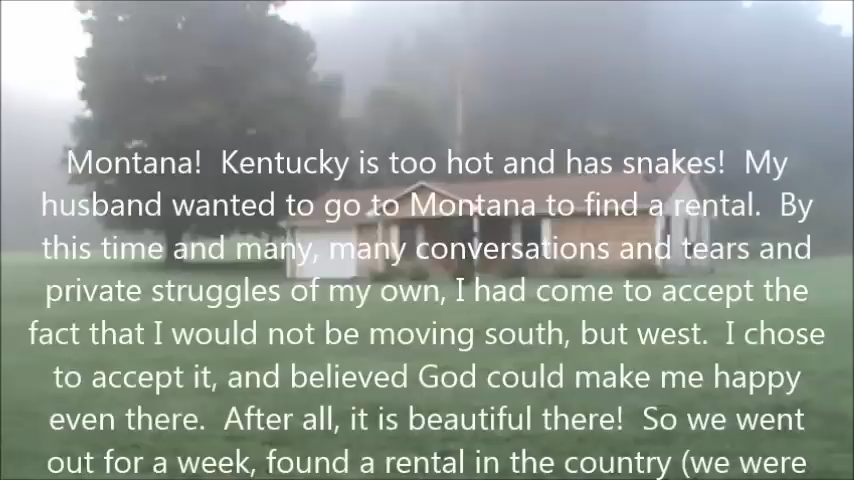 Montana!  Kentucky is too hot and has snakes!  My
husband wanted to go to Montana to find a rental.  By
this time and many, many conversations and tears and
private struggles of my own, I had come to accept the
fact that I would not be moving south, but west.  I chose
to accept it, and believed God could make me happy
even there.  After all, it is beautiful there!  So we went
out for a week, found a rental in the country (we were